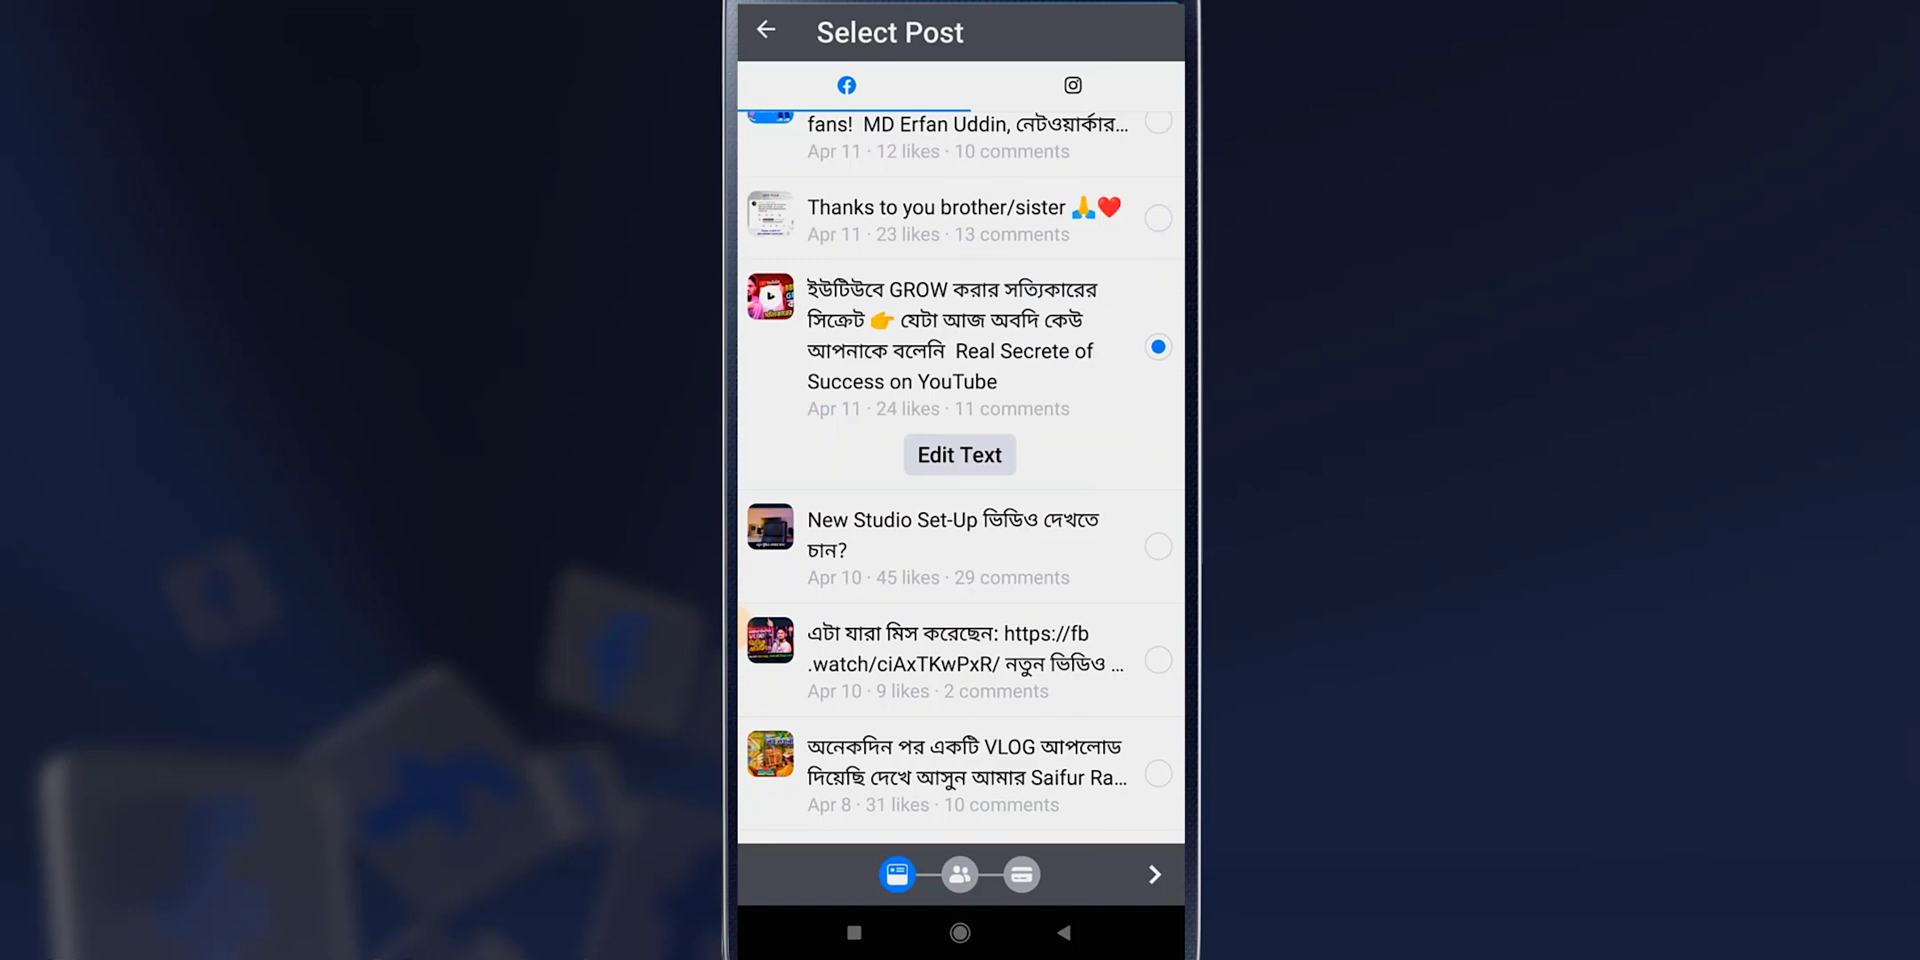 Select Post
fans! MD Erfan Uddin, নেটওয়ার্কার...
Apr 11 · 12 likes · 10 comments
Thanks to you brother/sister 🙏❤️
Apr 11 · 23 likes · 13 comments
ইউটিউবে GROW করার সত্যিকারের
সিক্রেট 👉 যেটা আজ অবদি কেউ
আপনাকে বলেনি Real Secrete of
Success on YouTube
Apr 11 · 24 likes · 11 comments
Edit Text
New Studio Set-Up ভিডিও দেখতে
চান?
Apr 10 · 45 likes · 29 comments
এটা যারা মিস করেছেন: https://fb
.watch/ciAxTKwPxR/ নতুন ভিডিও ...
Apr 10 · 9 likes · 2 comments
অনেকদিন পর একটি VLOG আপলোড
দিয়েছি দেখে আসুন আমার Saifur Ra...
Apr 8 · 31 likes · 10 comments